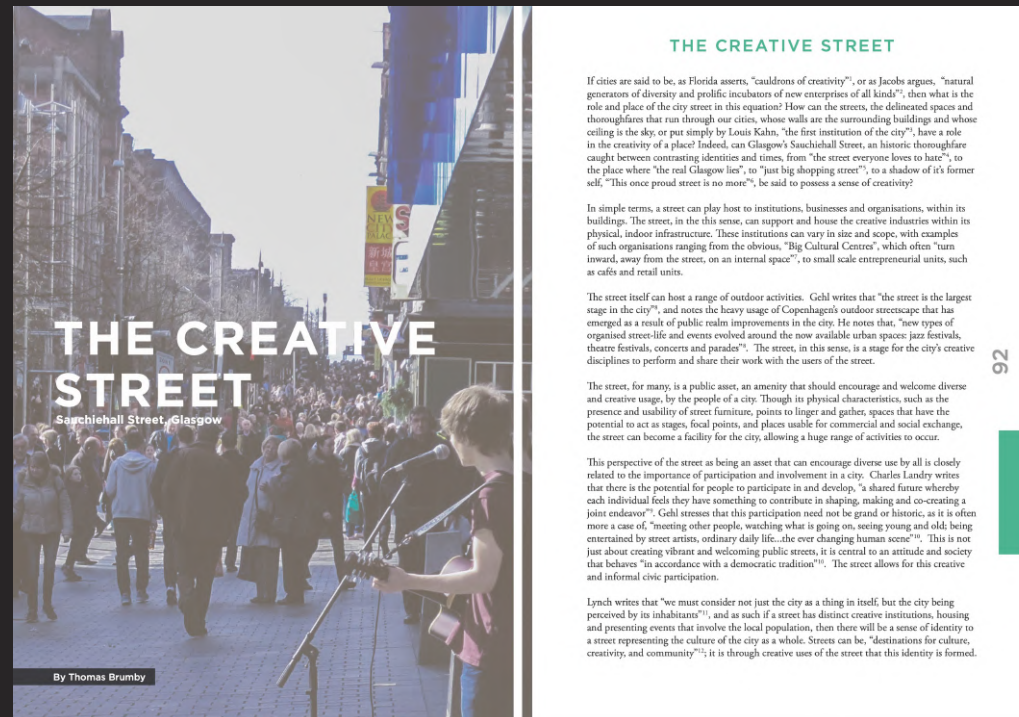 THE CREATIVE
STREET
Sauchiehall Street, Glasgow
NEW
By Thomas Brumby
THE CREATIVE STREET
If cities are said to be, as Florida asserts, “cauldrons of creativity”¹, or as Jacobs argues, “natural
generators of diversity and prolific incubators of new enterprises of all kinds”², then what is the
role and place of the city street in this equation? How can the streets, the delineated spaces and
thoroughfares that run through our cities, whose walls are the surrounding buildings and whose
ceiling is the sky, or put simply by Louis Kahn, “the first institution of the city”³, have a role
in the creativity of a place? Indeed, can Glasgow’s Sauchiehall Street, an historic thoroughfare
caught between contrasting identities and times, from “the street everyone loves to hate”⁴, to
the place where “the real Glasgow lies”, to “just big shopping street”⁵, to a shadow of it’s former
self, “This once proud street is no more”⁶, be said to possess a sense of creativity?
In simple terms, a street can play host to institutions, businesses and organisations, within its
buildings. The street, in the this sense, can support and house the creative industries within its
physical, indoor infrastructure. These institutions can vary in size and scope, with examples
of such organisations ranging from the obvious, “Big Cultural Centres”, which often “turn
inward, away from the street, on an internal space”⁷, to small scale entrepreneurial units, such
as cafés and retail units.
The street itself can host a range of outdoor activities. Gehl writes that “the street is the largest
stage in the city”⁸, and notes the heavy usage of Copenhagen’s outdoor streetscape that has
emerged as a result of public realm improvements in the city. He notes that, “new types of
organised street-life and events evolved around the now available urban spaces: jazz festivals,
theatre festivals, concerts and parades”⁸. The street, in this sense, is a stage for the city’s creative
disciplines to perform and share their work with the users of the street.
The street, for many, is a public asset, an amenity that should encourage and welcome diverse
and creative usage, by the people of a city. Though its physical characteristics, such as the
presence and usability of street furniture, points to linger and gather, spaces that have the
potential to act as stages, focal points, and places usable for commercial and social exchange,
the street can become a facility for the city, allowing a huge range of activities to occur.
This perspective of the street as being an asset that can encourage diverse use by all is closely
related to the importance of participation and involvement in a city. Charles Landry writes
that there is the potential for people to participate in and develop, “a shared future whereby
each individual feels they have something to contribute in shaping, making and co-creating a
joint endeavor”⁹. Gehl stresses that this participation need not be grand or historic, as it is often
more a case of, “meeting other people, watching what is going on, seeing young and old; being
entertained by street artists, ordinary daily life...the ever changing human scene”¹⁰. This is not
just about creating vibrant and welcoming public streets, it is central to an attitude and society
that behaves “in accordance with a democratic tradition”¹⁰. The street allows for this creative
and informal civic participation.
Lynch writes that “we must consider not just the city as a thing in itself, but the city being
perceived by its inhabitants”¹¹, and as such if a street has distinct creative institutions, housing
and presenting events that involve the local population, then there will be a sense of identity to
a street representing the culture of the city as a whole. Streets can be, “destinations for culture,
creativity, and community”¹²; it is through creative uses of the street that this identity is formed.
92